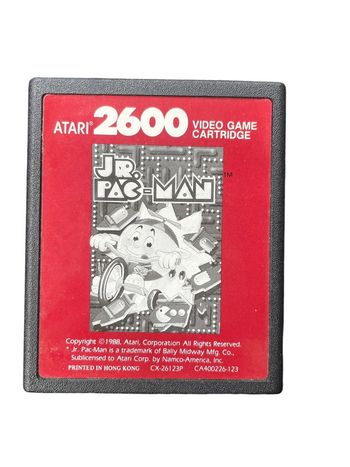 ATARI® 2600 VIDEO GAME
CARTRIDGE
JR.
PAC-MAN™
Copyright ©1988, Atari, Corporation All Rights Reserved.
* Jr. Pac-Man is a trademark of Bally Midway Mfg. Co.,
Sublicensed to Atari Corp. by Namco-America, Inc.
PRINTED IN HONG KONG CX-26123P CA400226-123